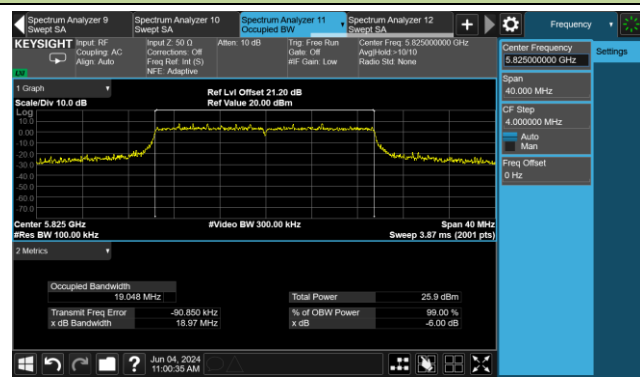 Spectrum Analyzer 9
Swept SA
Spectrum Analyzer 10
Swept SA
Spectrum Analyzer 11
Occupied BW
Spectrum Analyzer 12
Swept SA
+
Frequency
KEYSIGHT
Input: RF
Coupling: AC
Align: Auto
Input Z: 50 Ω
Corrections: Off
Freq Ref: Int (S)
NFE: Adaptive
Atten: 10 dB
Trig: Free Run
Gate: Off
#IF Gain: Low
Center Freq: 5.825000000 GHz
Avg|Hold:>10/10
Radio Std: None
LXI
Center Frequency
5.825000000 GHz
Settings
Span
40.000 MHz
CF Step
4.000000 MHz
Auto
Man
Freq Offset
0 Hz
1 Graph
Scale/Div 10.0 dB
Ref Lvl Offset 21.20 dB
Ref Value 20.00 dBm
Log
10.0
0.00
-10.0
-20.0
-30.0
-40.0
-50.0
-60.0
-70.0
Center 5.825 GHz
#Video BW 300.00 kHz
Span 40 MHz
#Res BW 100.00 kHz
Sweep 3.87 ms (2001 pts)
2 Metrics
Occupied Bandwidth
19.048 MHz
Total Power 25.9 dBm
Transmit Freq Error -90.850 kHz
% of OBW Power 99.00 %
x dB Bandwidth 18.97 MHz
x dB -6.00 dB
?
Jun 04, 2024
11:00:35 AM